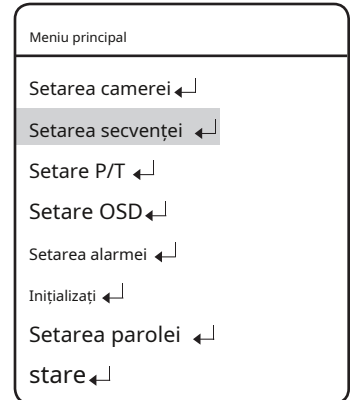 Meniu principal
Setarea camerei
Setarea secvenței
Setare P/T
Setare OSD
Setarea alarmei
Inițializați
Setarea parolei
stare